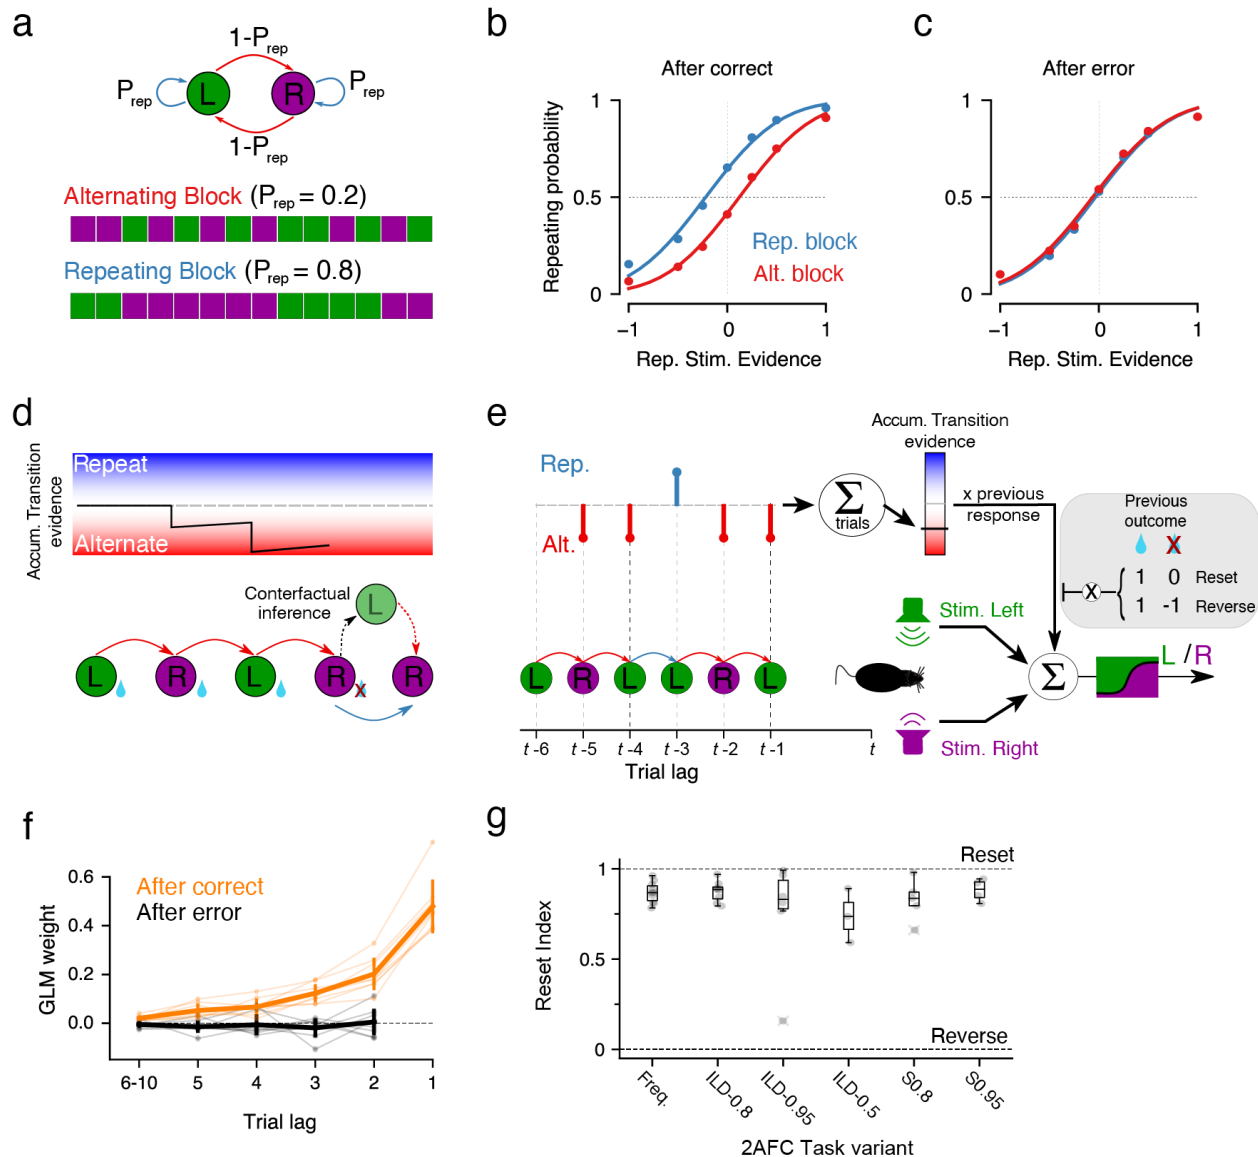 a
1-P_rep
P_rep
L
R
P_rep
1-P_rep
Alternating Block (P_rep = 0.2)
Repeating Block (P_rep = 0.8)
b
After correct
Repeating probability
1
0.5
0
Rep. block
Alt. block
−1
0
1
Rep. Stim. Evidence
c
After error
1
0.5
0
−1
0
1
Rep. Stim. Evidence
d
Accum. Transition
evidence
Repeat
Alternate
Conterfactual
inference
L
L
R
L
R
X
R
e
Rep.
Alt.
Σ
trials
Accum. Transition
evidence
x previous
response
Previous
outcome
X
X
{
1 0 Reset
1 -1 Reverse
Stim. Left
L
R
L
L
R
L
Σ
L / R
Stim. Right
t -6
t -5
t -4
t -3
t -2
t -1
t
Trial lag
f
GLM weight
0.6
0.4
0.2
0.0
After correct
After error
6-10
5
4
3
2
1
Trial lag
g
Reset Index
1
0.5
0
Reset
Reverse
Freq.
ILD-0.8
ILD-0.95
ILD-0.5
S0.8
S0.95
2AFC Task variant